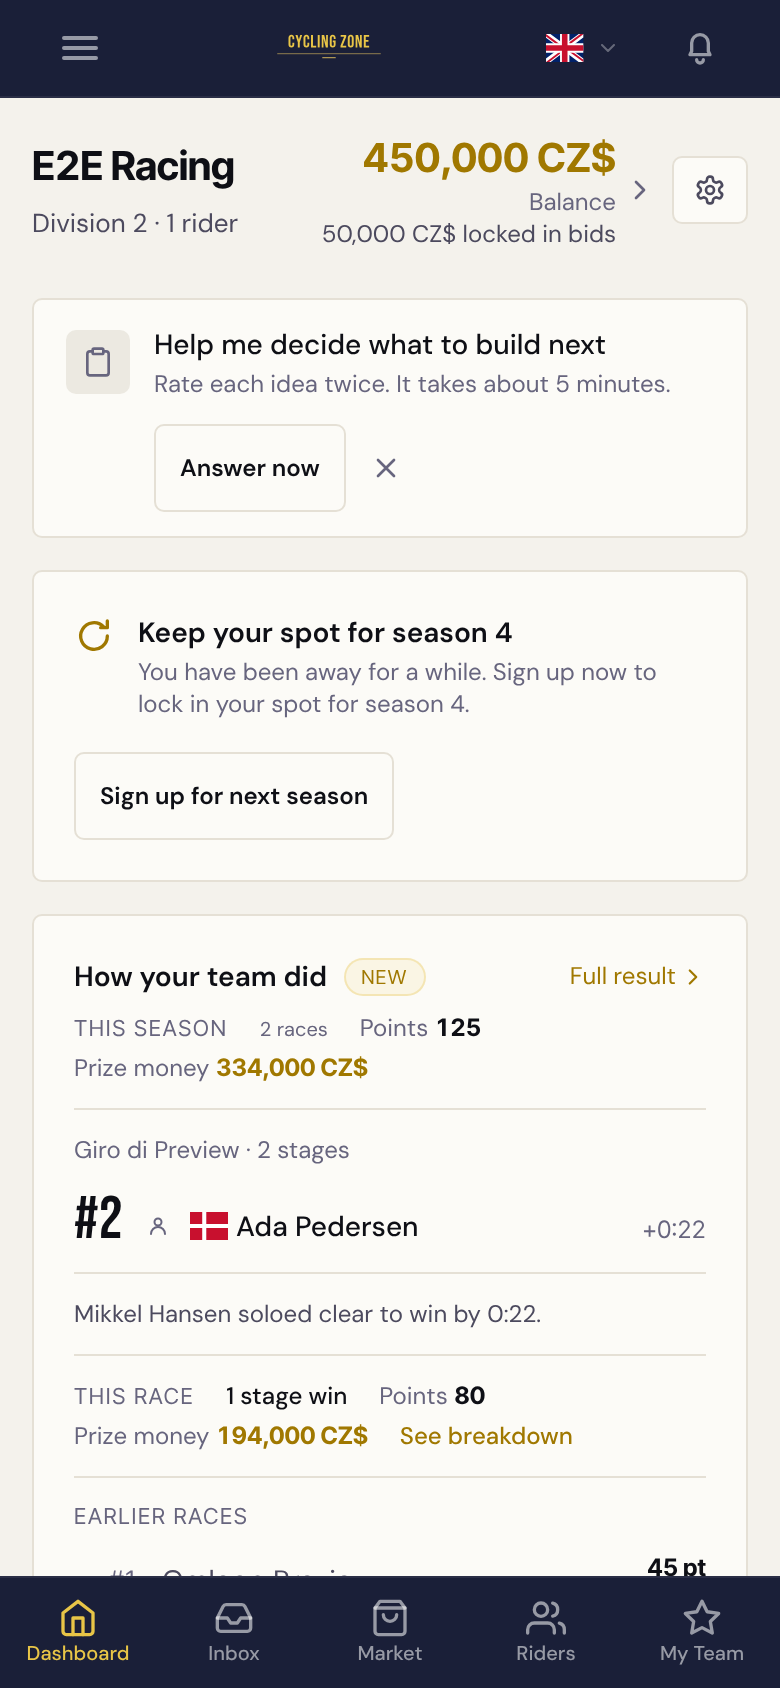 CYCLING ZONE
E2E Racing
Division 2 · 1 rider
450,000 CZ$
Balance
50,000 CZ$ locked in bids
Help me decide what to build next
Rate each idea twice. It takes about 5 minutes.
Answer now
Keep your spot for season 4
You have been away for a while. Sign up now to
lock in your spot for season 4.
Sign up for next season
How your team did NEW Full result
THIS SEASON 2 races Points 125
Prize money 334,000 CZ$
Giro di Preview · 2 stages
#2 Ada Pedersen +0:22
Mikkel Hansen soloed clear to win by 0:22.
THIS RACE 1 stage win Points 80
Prize money 194,000 CZ$ See breakdown
EARLIER RACES
#1 45 pt
Dashboard Inbox Market Riders My Team